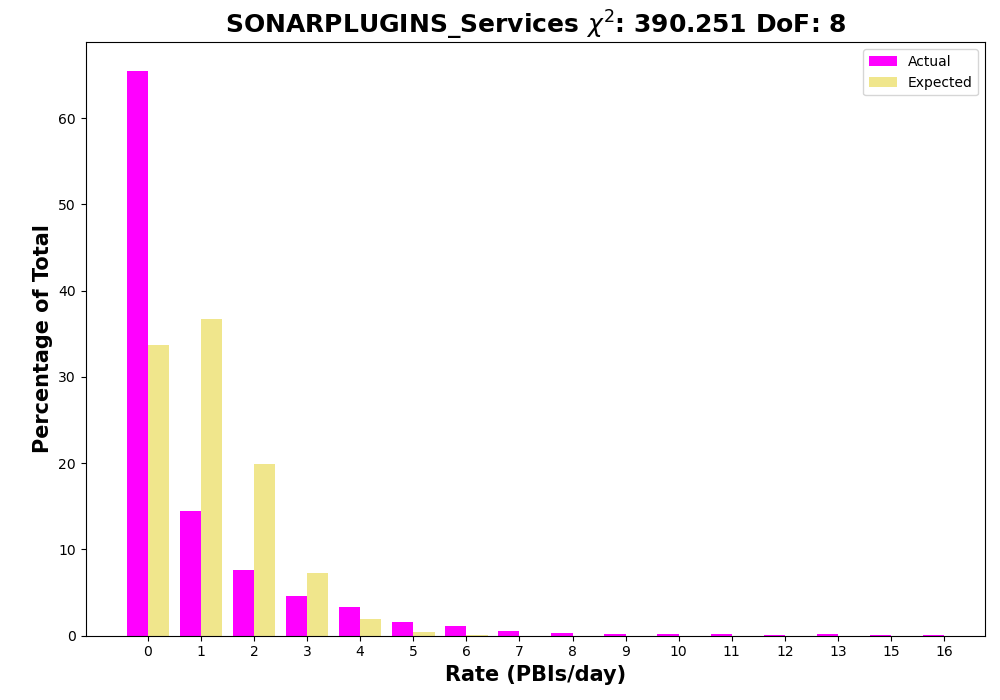 SONARPLUGINS_Services χ²: 390.251 DoF: 8
Actual
Expected
Percentage of Total
60
50
40
30
20
10
0
0 1 2 3 4 5 6 7 8 9 10 11 12 13 15 16
Rate (PBIs/day)